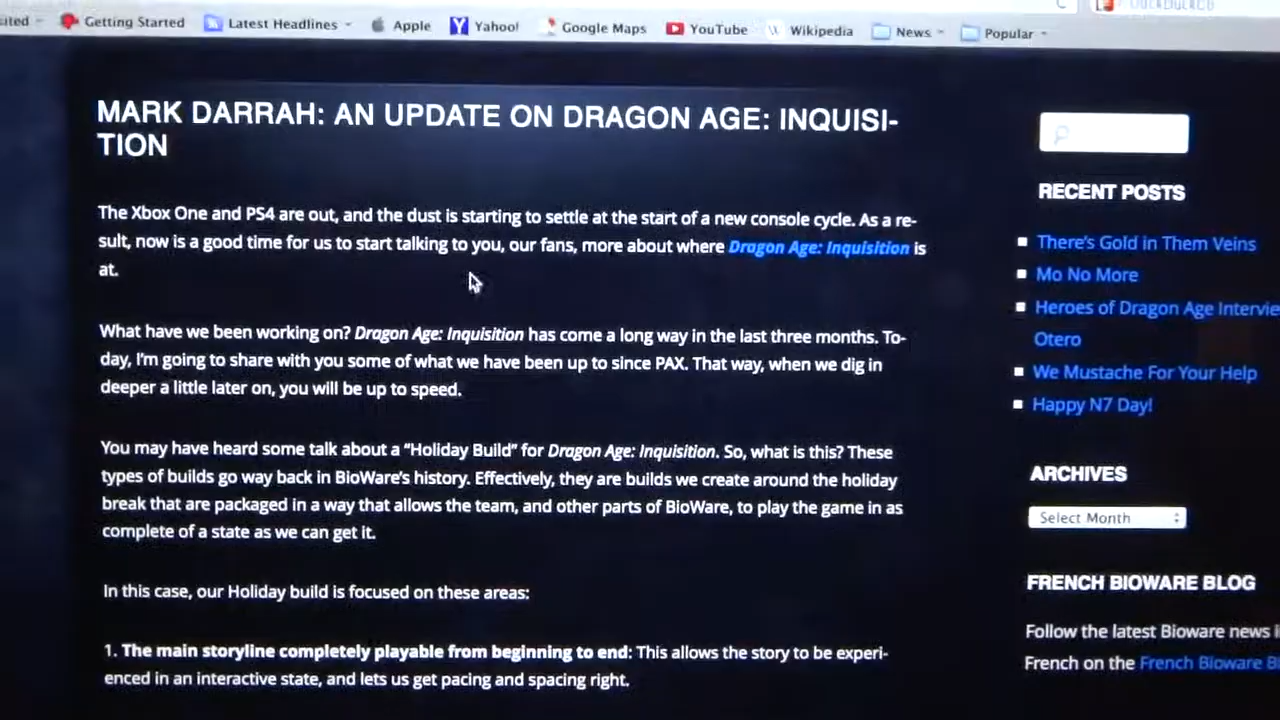 Getting Started
Latest Headlines
Apple
Yahoo!
Google Maps
YouTube
Wikipedia
News
Popular
MARK DARRAH: AN UPDATE ON DRAGON AGE: INQUISI-
TION
The Xbox One and PS4 are out, and the dust is starting to settle at the start of a new console cycle. As a re-
sult, now is a good time for us to start talking to you, our fans, more about where Dragon Age: Inquisition is
at.
What have we been working on? Dragon Age: Inquisition has come a long way in the last three months. To-
day, I'm going to share with you some of what we have been up to since PAX. That way, when we dig in
deeper a little later on, you will be up to speed.
You may have heard some talk about a “Holiday Build” for Dragon Age: Inquisition. So, what is this? These
types of builds go way back in BioWare's history. Effectively, they are builds we create around the holiday
break that are packaged in a way that allows the team, and other parts of BioWare, to play the game in as
complete of a state as we can get it.
In this case, our Holiday build is focused on these areas:
1. The main storyline completely playable from beginning to end: This allows the story to be experi-
enced in an interactive state, and lets us get pacing and spacing right.
RECENT POSTS
There's Gold in Them Veins
Mo No More
Heroes of Dragon Age Intervie
Otero
We Mustache For Your Help
Happy N7 Day!
ARCHIVES
Select Month
FRENCH BIOWARE BLOG
Follow the latest Bioware news i
French on the French Bioware B